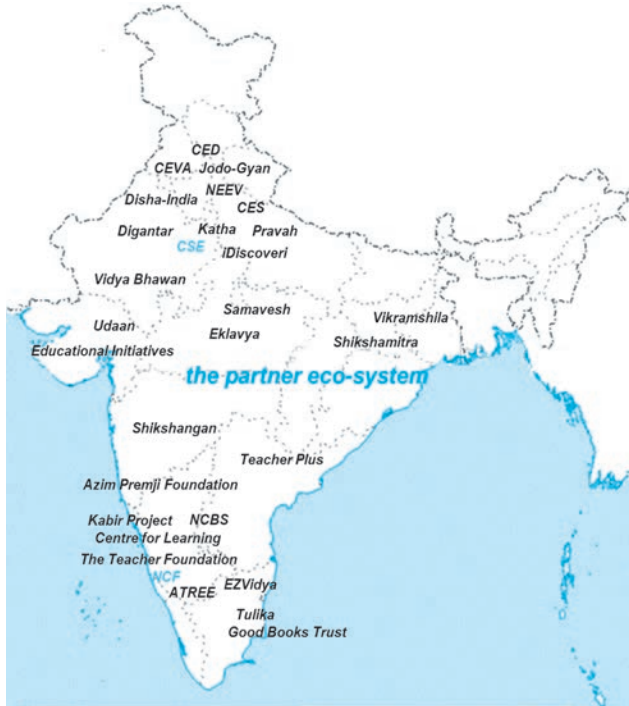 CED
CEVA Jodo-Gyan
NEEV
Disha-India
CES
Digantar Katha Pravah
CSE
iDiscoveri
Vidya Bhawan
Samavesh
Vikramshila
Udaan
Eklavya
Shikshamitra
Educational Initiatives
the partner eco-system
Shikshangan
Teacher Plus
Azim Premji Foundation
Kabir Project NCBS
Centre for Learning
The Teacher Foundation
NCF
EZVidya
ATREE
Tulika
Good Books Trust